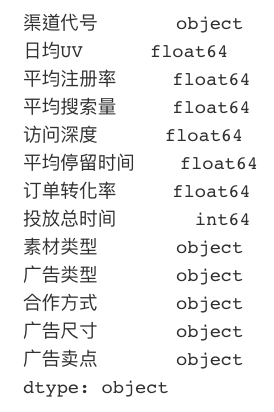 渠道代号 object
日均UV float64
平均注册率 float64
平均搜索量 float64
访问深度 float64
平均停留时间 float64
订单转化率 float64
投放总时间 int64
素材类型 object
广告类型 object
合作方式 object
广告尺寸 object
广告卖点 object
dtype: object